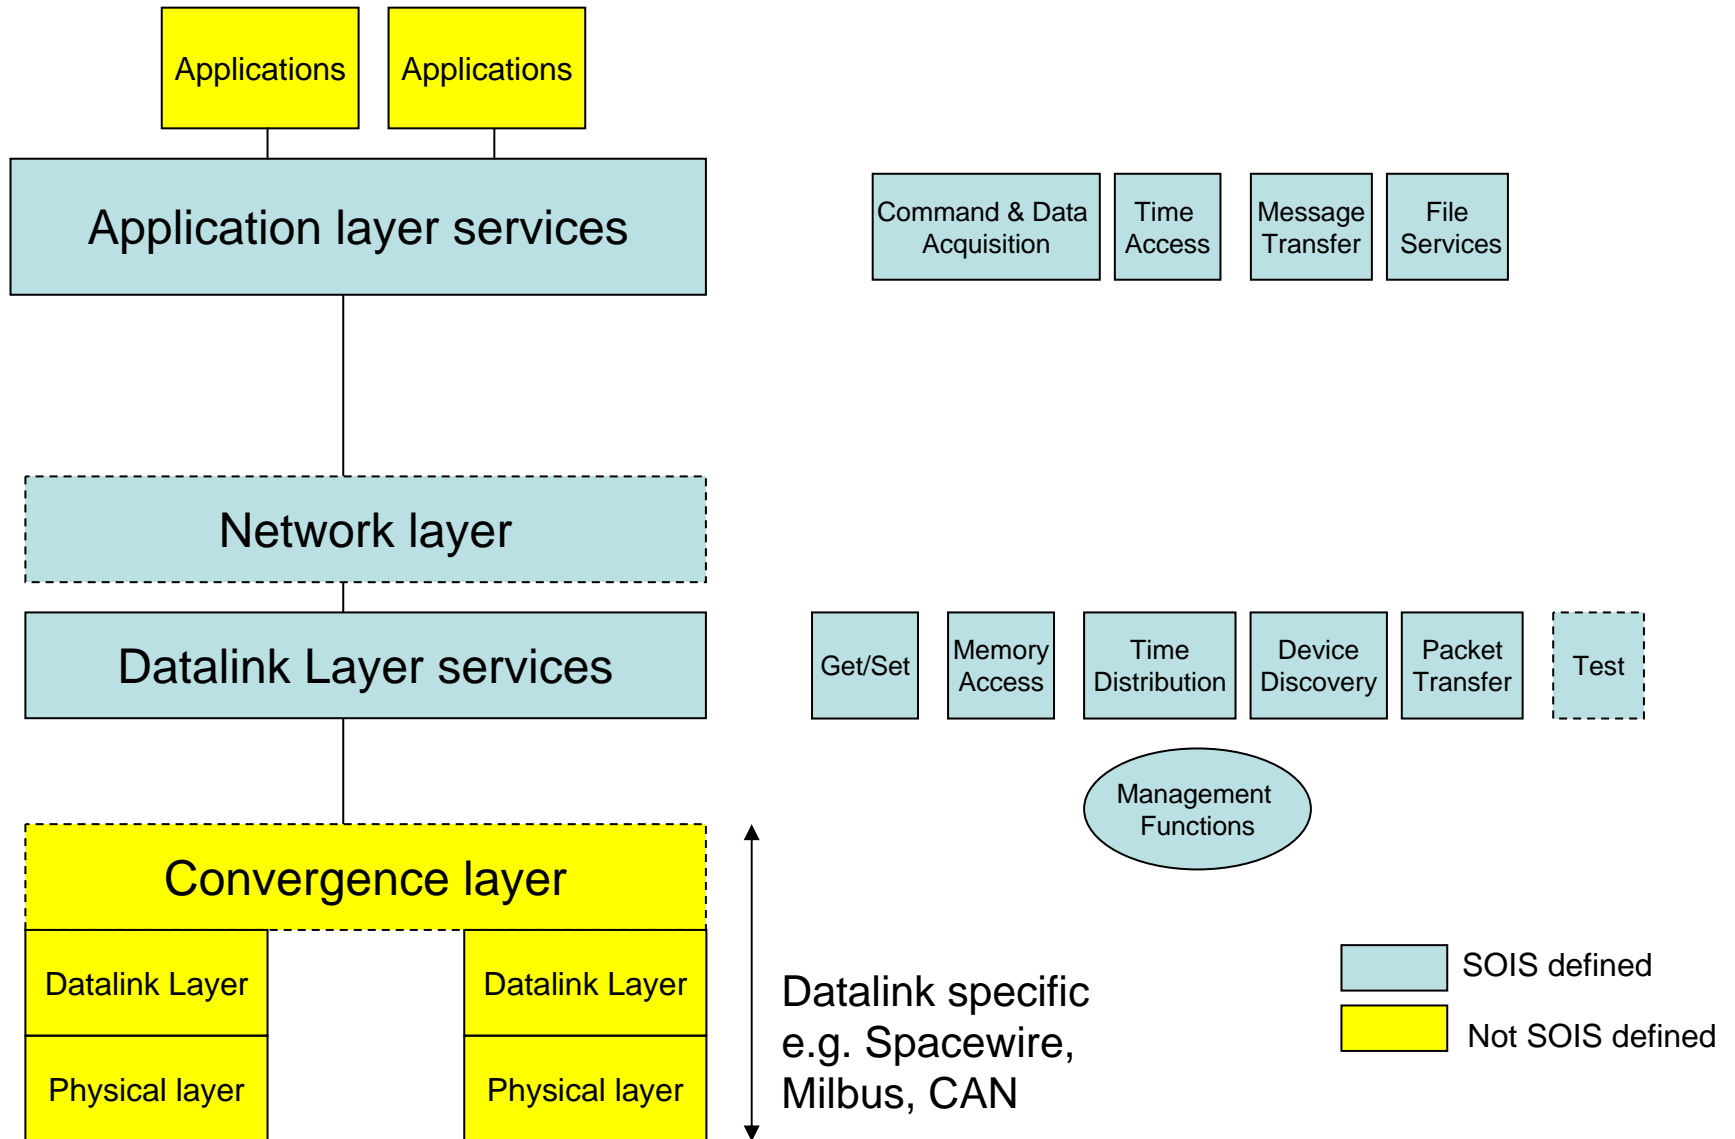 Applications
Applications
Application layer services
Command & Data
Acquisition
Time
Access
Message
Transfer
File
Services
Network layer
Datalink Layer services
Get/Set
Memory
Access
Time
Distribution
Device
Discovery
Packet
Transfer
Test
Management
Functions
Convergence layer
Datalink Layer
Datalink Layer
Physical layer
Physical layer
Datalink specific
e.g. Spacewire,
Milbus, CAN
SOIS defined
Not SOIS defined